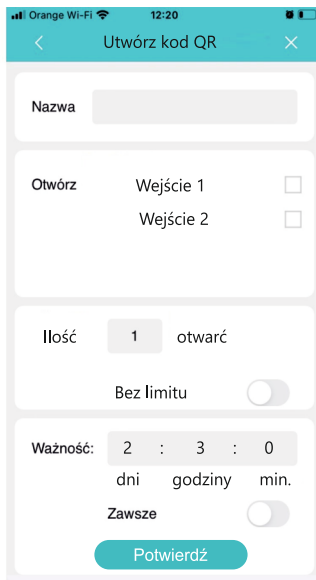 Orange Wi-Fi 12:20
Utwórz kod QR
Nazwa
Otwórz Wejście 1
Wejście 2
Ilość 1 otwarć
Bez limitu
Ważność: 2 : 3 : 0
dni godziny min.
Zawsze
Potwierdź